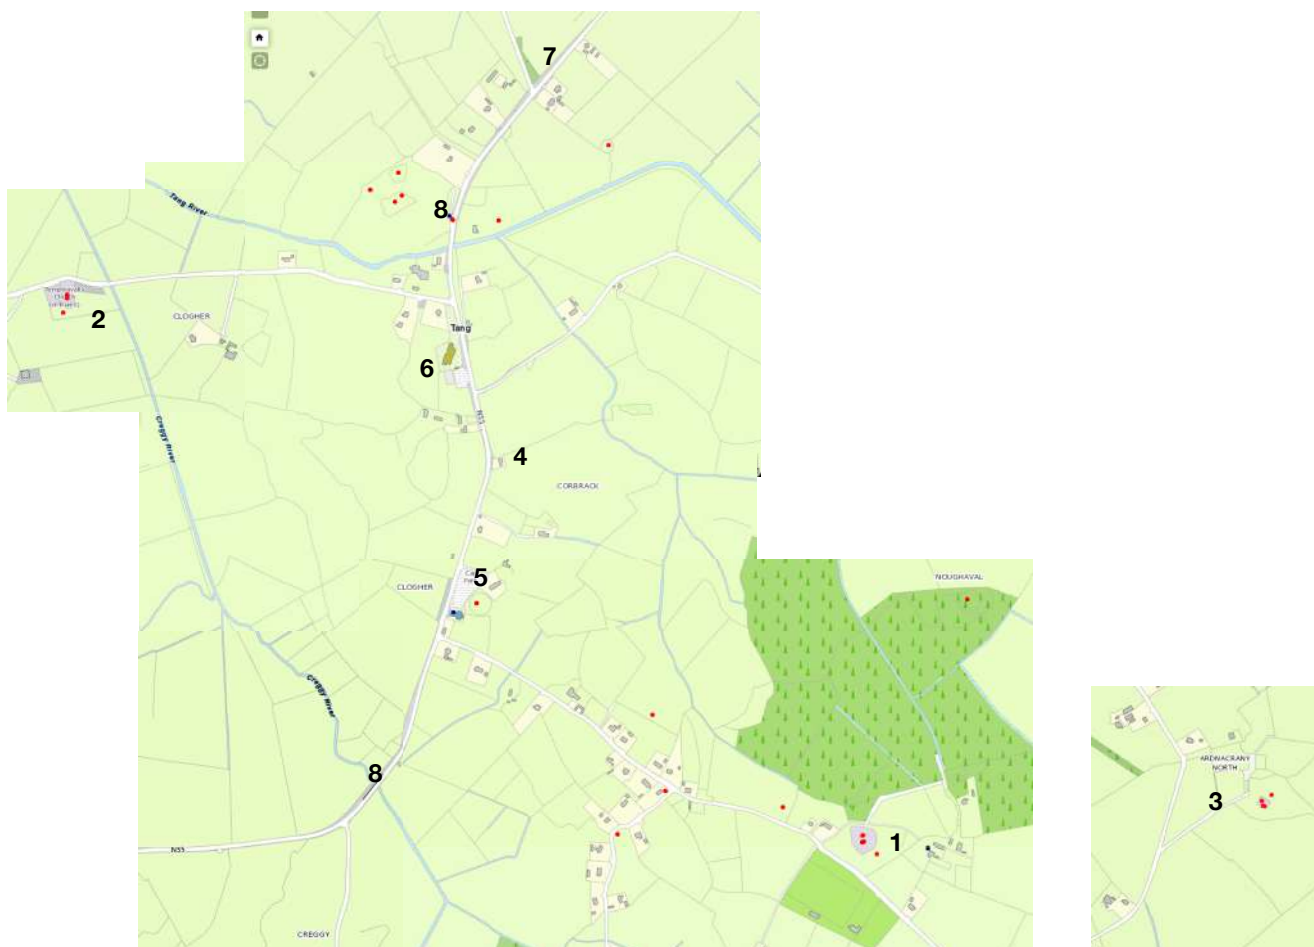 7
Tang River
8
Church
2
CLOGHER
Tang
6
N55
4
Creggy River
CORBRACK
5
CLOGHER
NOUGHAVAL
Creggy River
8
ARDNACRANY
NORTH
3
N55
1
CREGGY